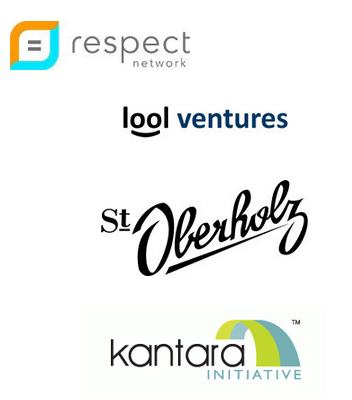 respect
network
lool ventures
St Oberholz
kantara ™
INITIATIVE